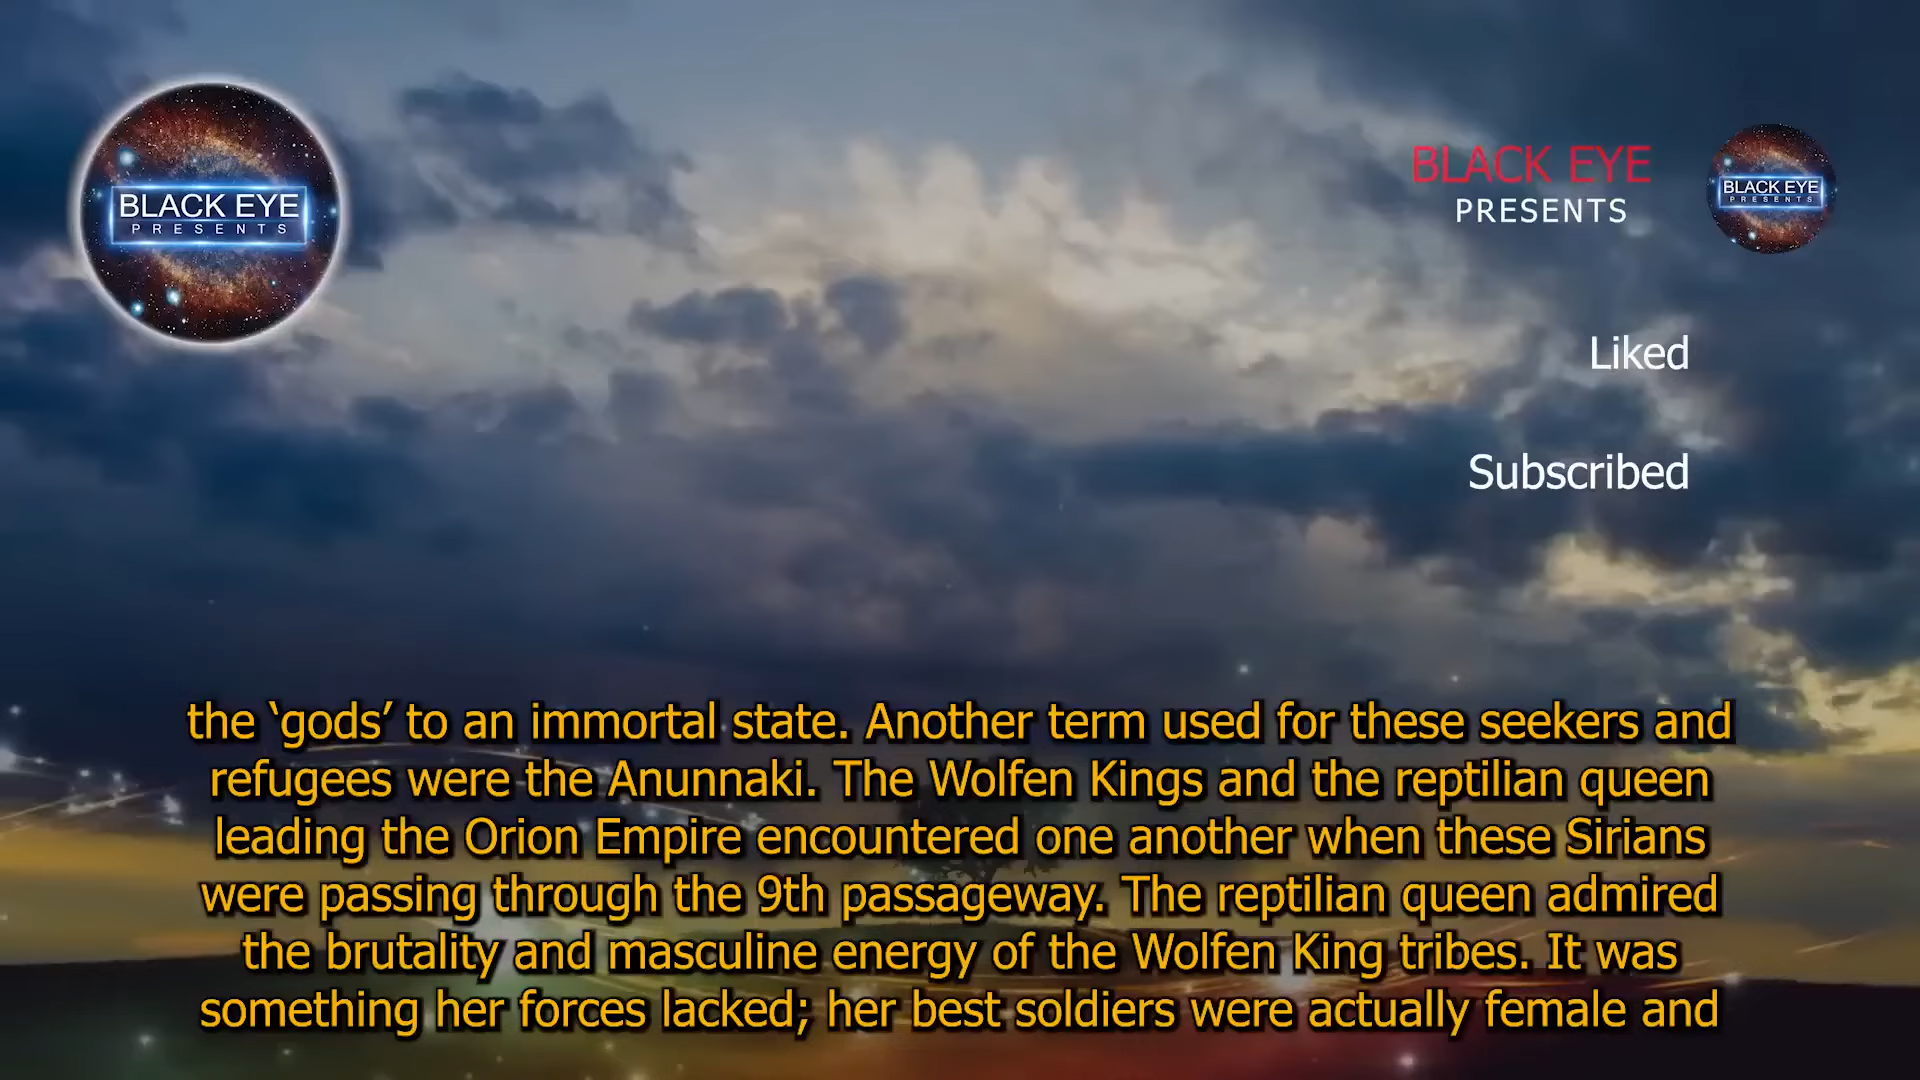 BLACK EYE
PRESENTS
BLACK EYE
PRESENTS
BLACK EYE
PRESENTS
Liked
Subscribed
the ‘gods’ to an immortal state. Another term used for these seekers and
refugees were the Anunnaki. The Wolfen Kings and the reptilian queen
leading the Orion Empire encountered one another when these Sirians
were passing through the 9th passageway. The reptilian queen admired
the brutality and masculine energy of the Wolfen King tribes. It was
something her forces lacked; her best soldiers were actually female and